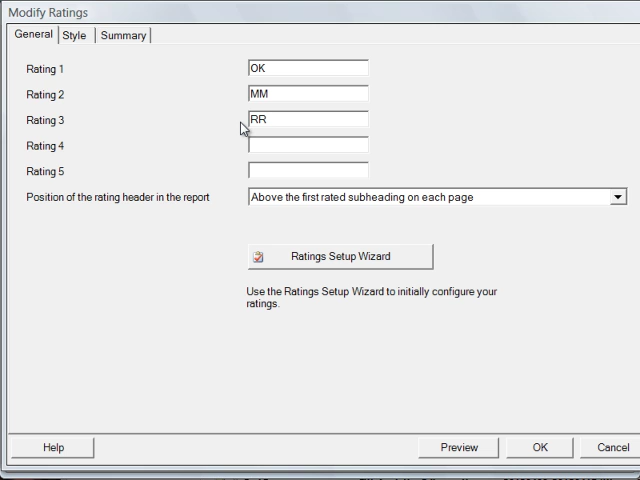 Modify Ratings
General Style Summary
Rating 1 OK
Rating 2 MM
Rating 3 RR
Rating 4
Rating 5
Position of the rating header in the report Above the first rated subheading on each page
Ratings Setup Wizard
Use the Ratings Setup Wizard to initially configure your
ratings.
Help Preview OK Cancel